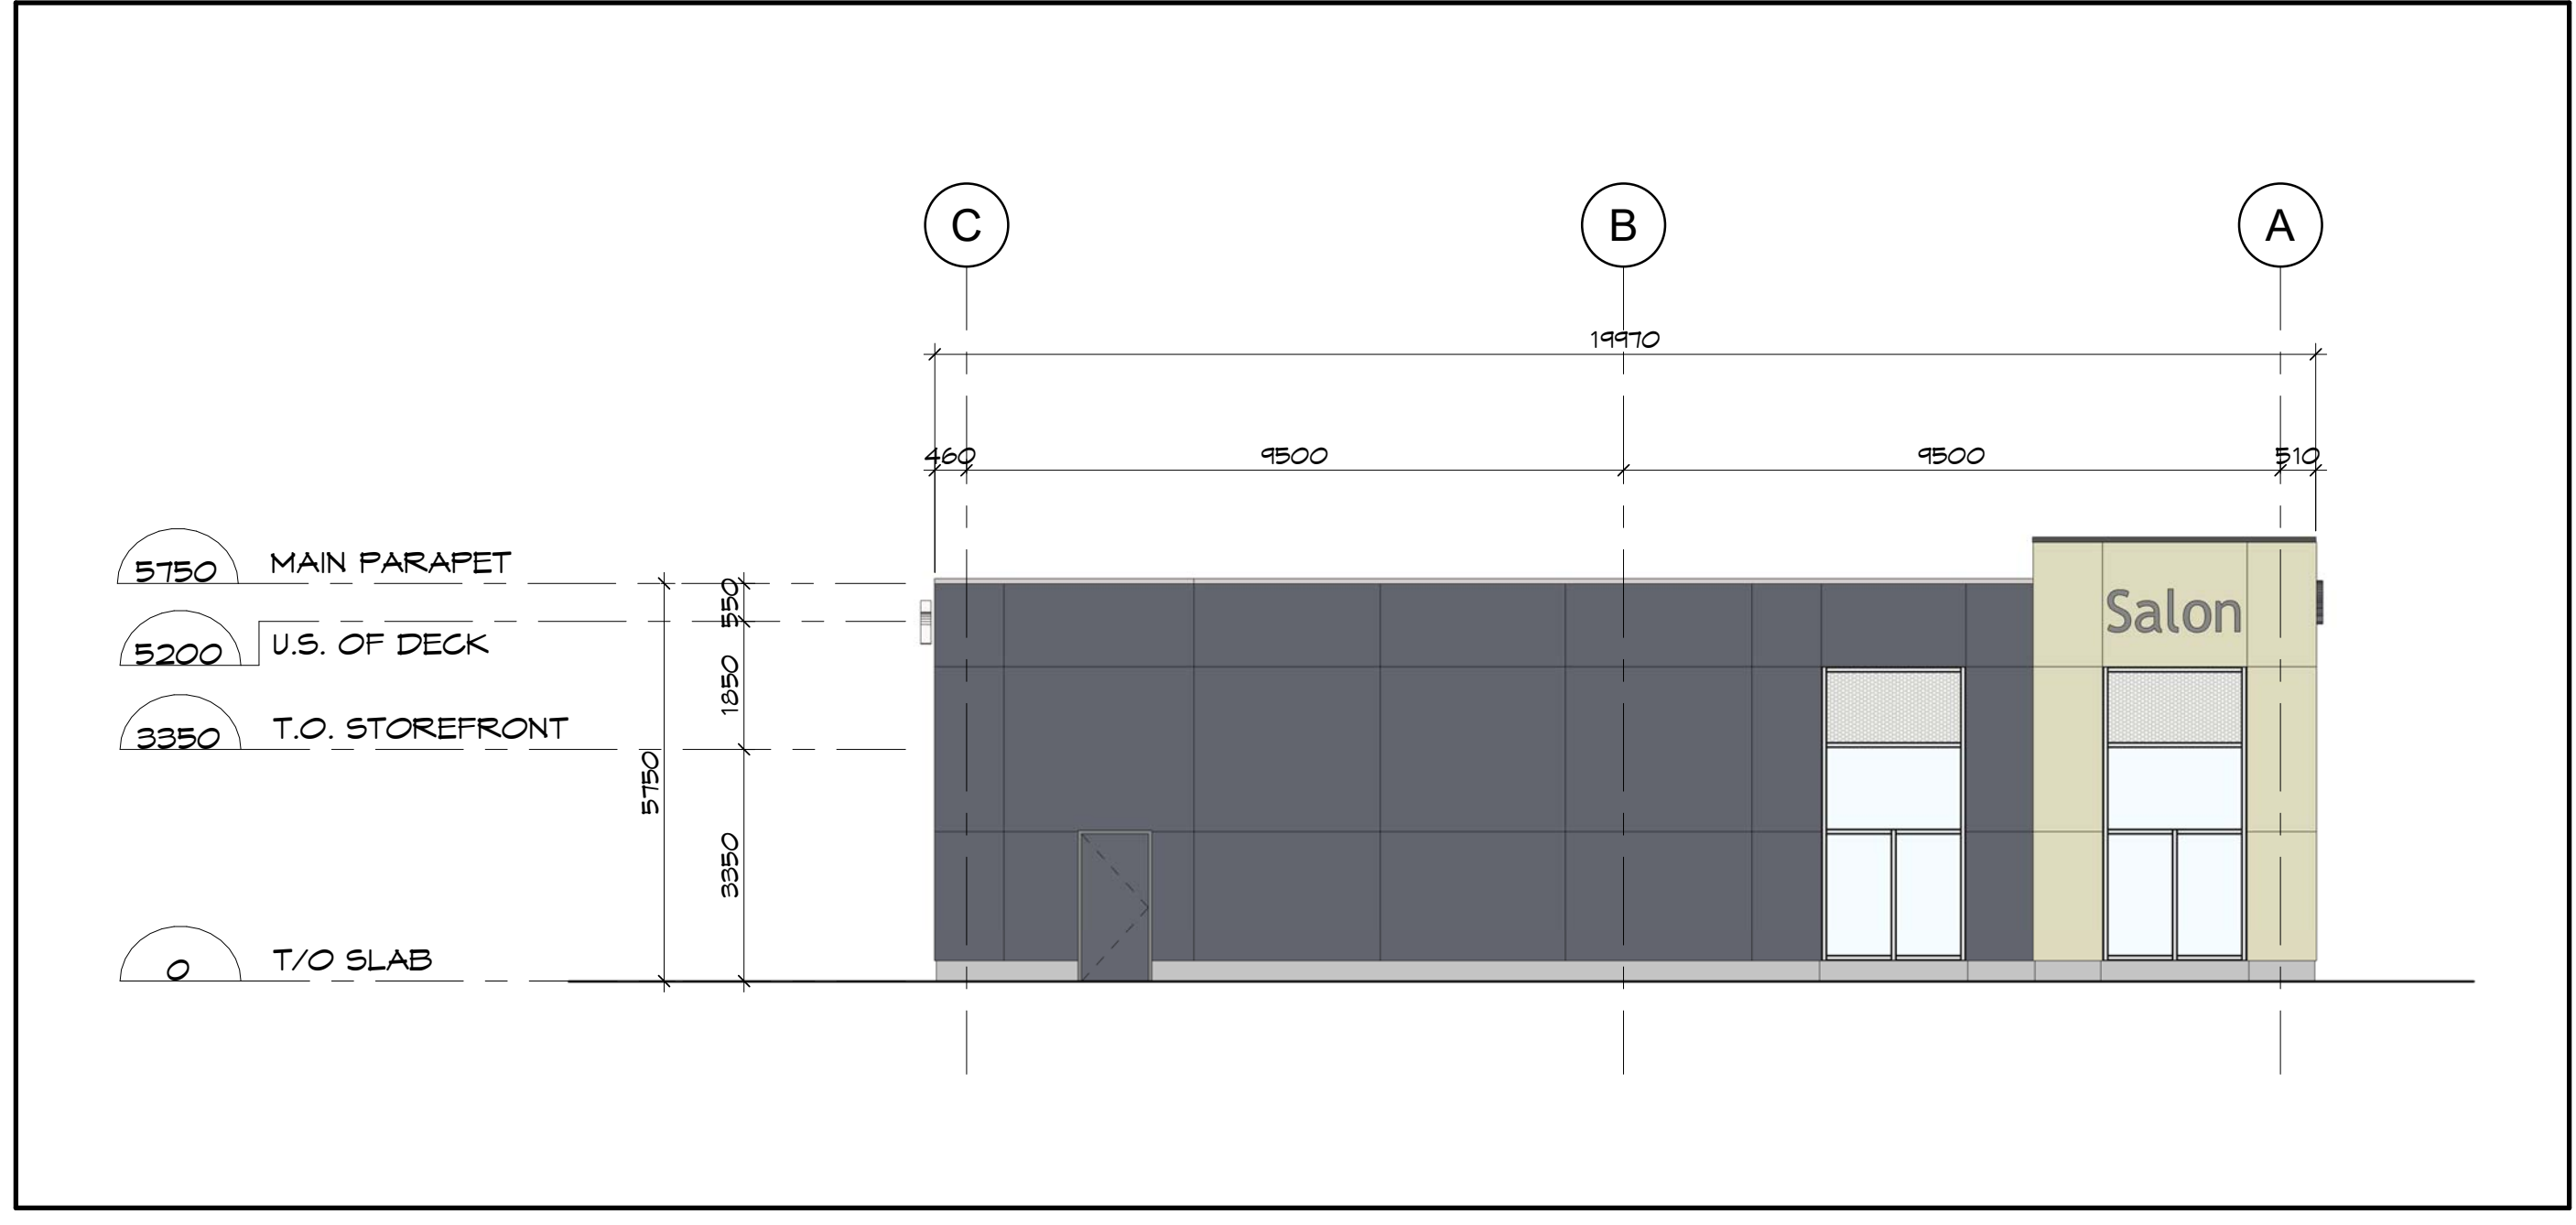 C B A
19970
460 9500 9500 510
5750 MAIN PARAPET
550
5200 U.S. OF DECK
Salon
1850
3350 T.O. STOREFRONT
5750
3350
0 T/O SLAB